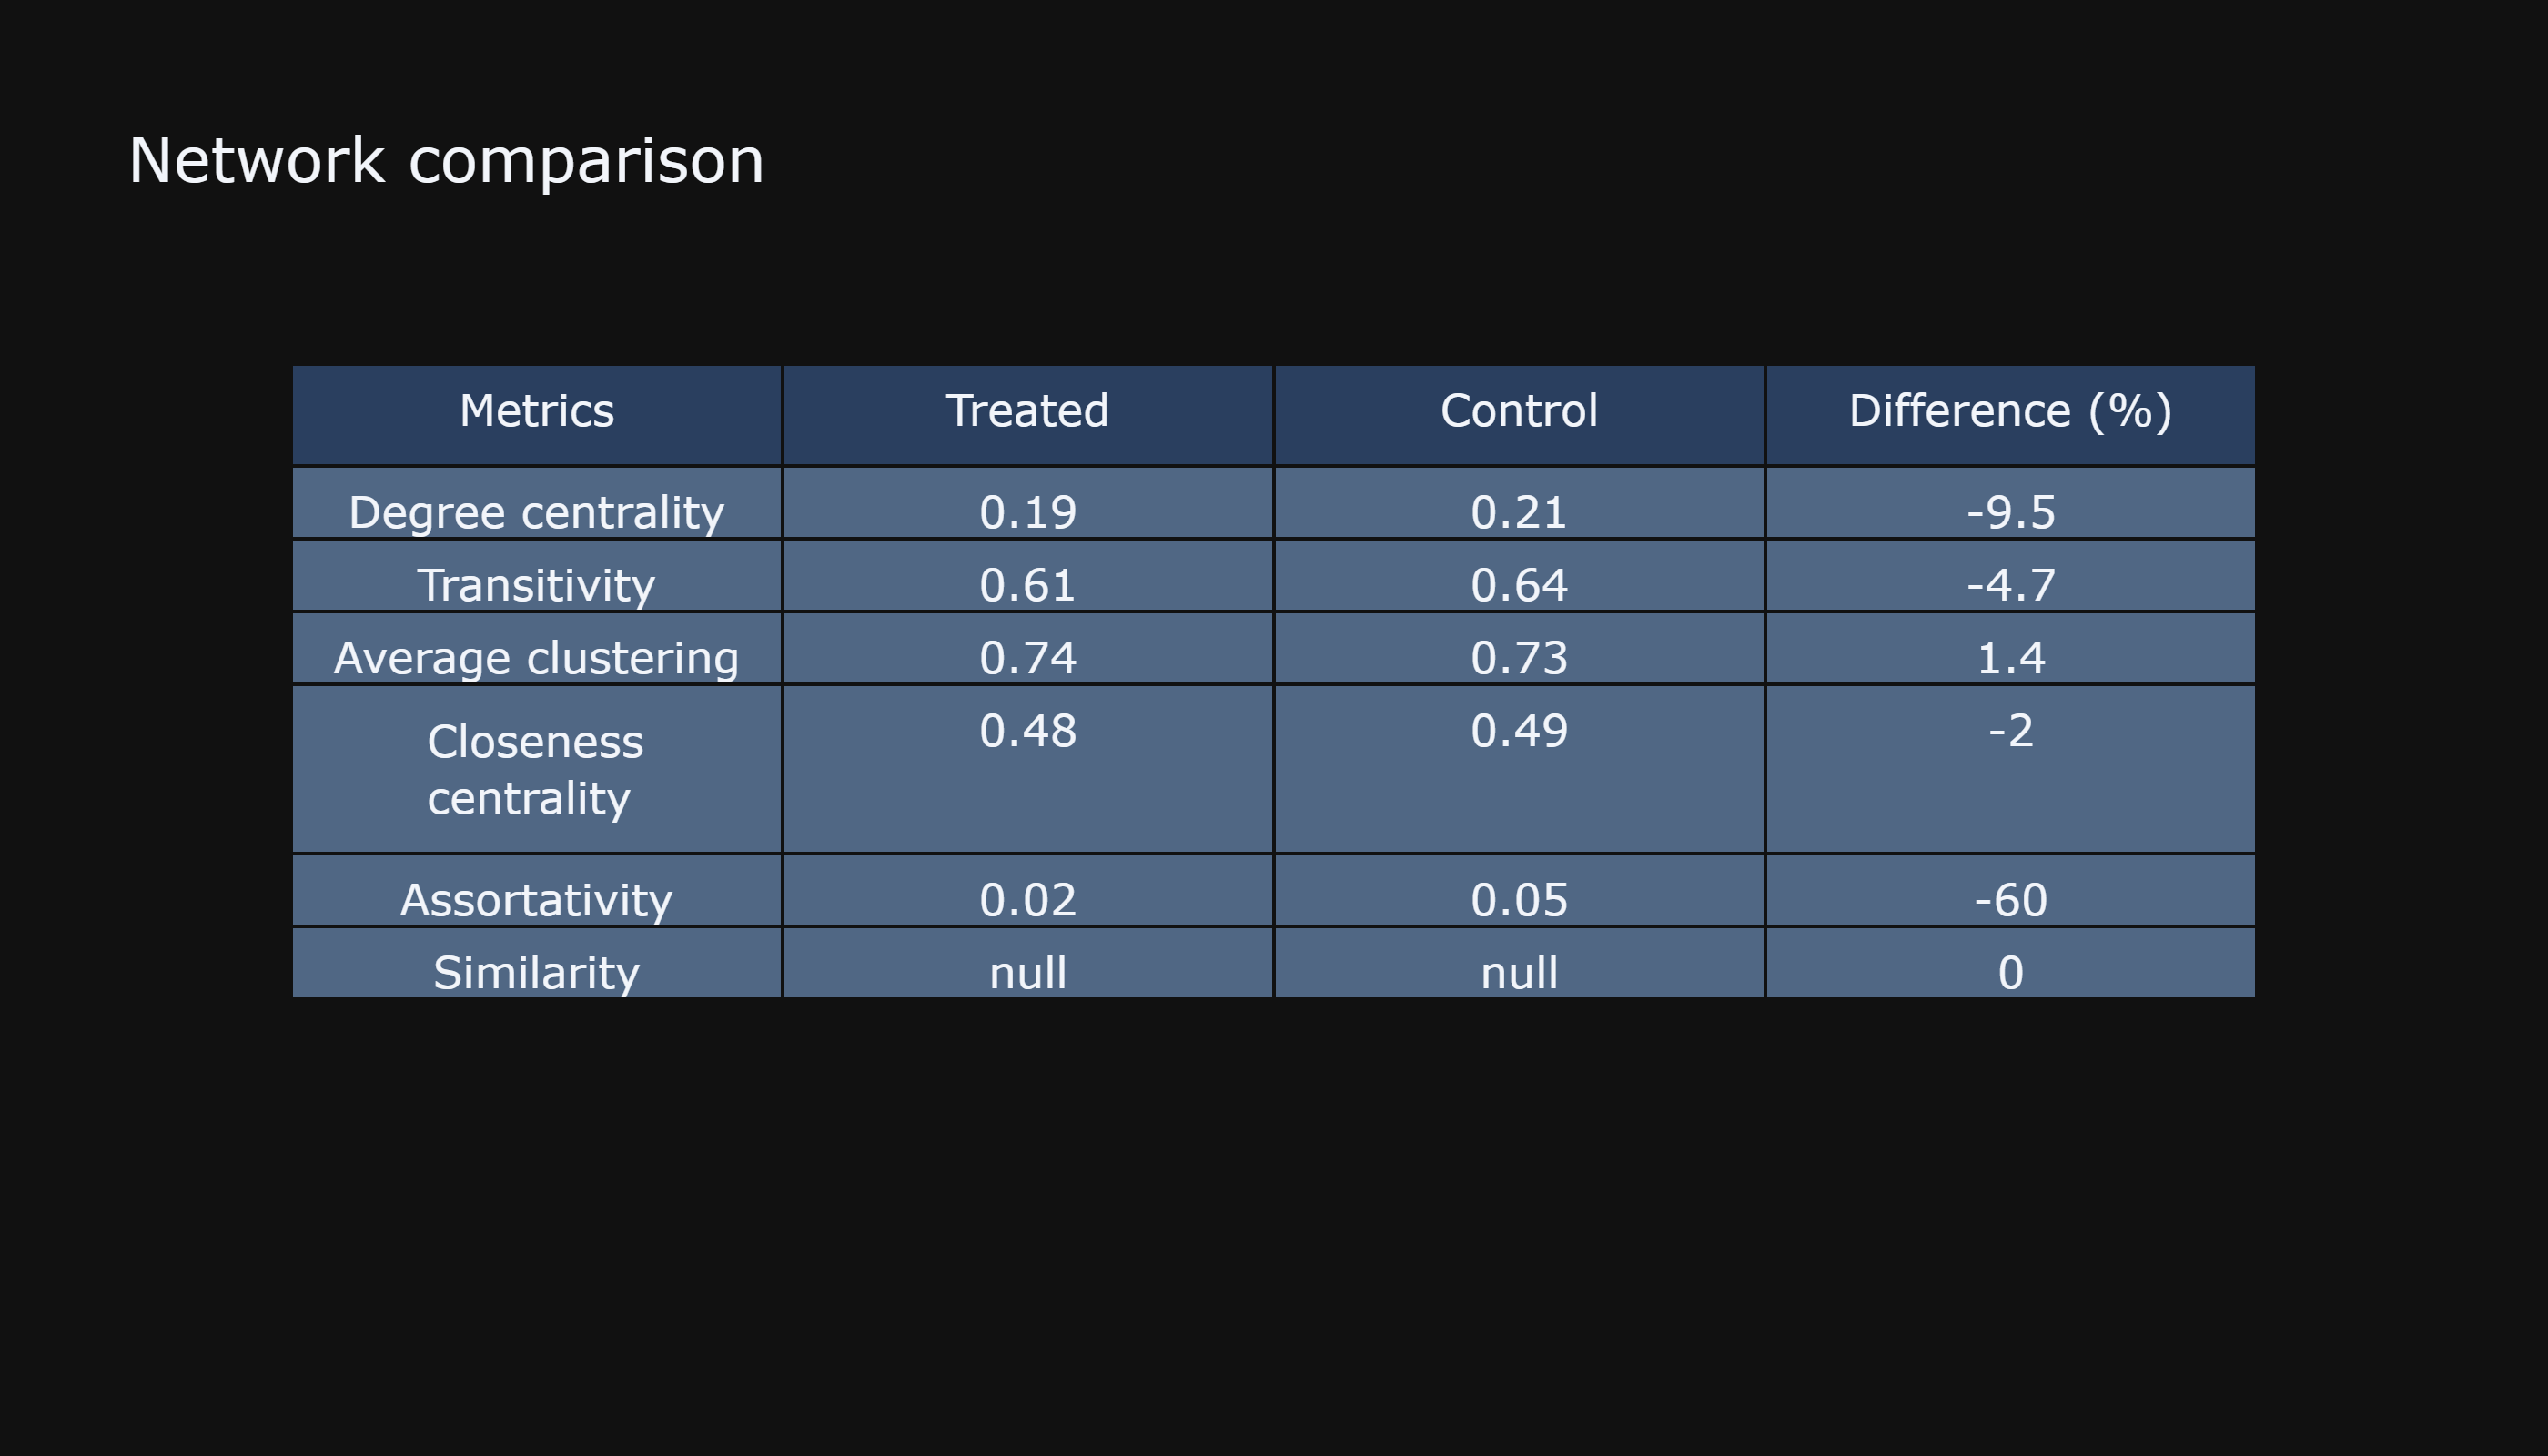 Network comparison
Metrics Treated Control Difference (%)
Degree centrality 0.19 0.21 -9.5
Transitivity 0.61 0.64 -4.7
Average clustering 0.74 0.73 1.4
Closeness 0.48 0.49 -2
centrality
Assortativity 0.02 0.05 -60
Similarity null null 0